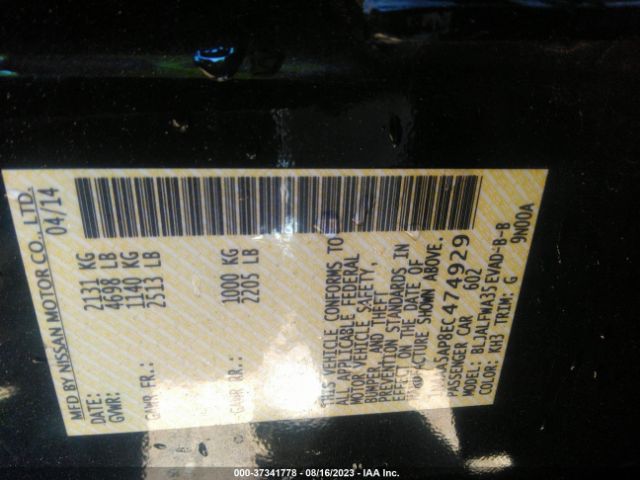 MFD BY NISSAN MOTOR CO., LTD.
DATE: 04/14
GVWR: 2131 KG
4698 LB
GAWR FR.: 1140 KG
2513 LB
GAWR RR.: 1000 KG
2205 LB
THIS VEHICLE CONFORMS TO
ALL APPLICABLE FEDERAL
MOTOR VEHICLE SAFETY,
BUMPER, AND THEFT
PREVENTION STANDARDS IN
EFFECT ON THE DATE OF
MANUFACTURE SHOWN ABOVE.
474929
PASSENGER CAR 602
MODEL: BLJALFWA35EVAD-B-B
COLOR: KH3 TRIM: G 9N00A
000-37341778 - 08/16/2023 - IAA Inc.